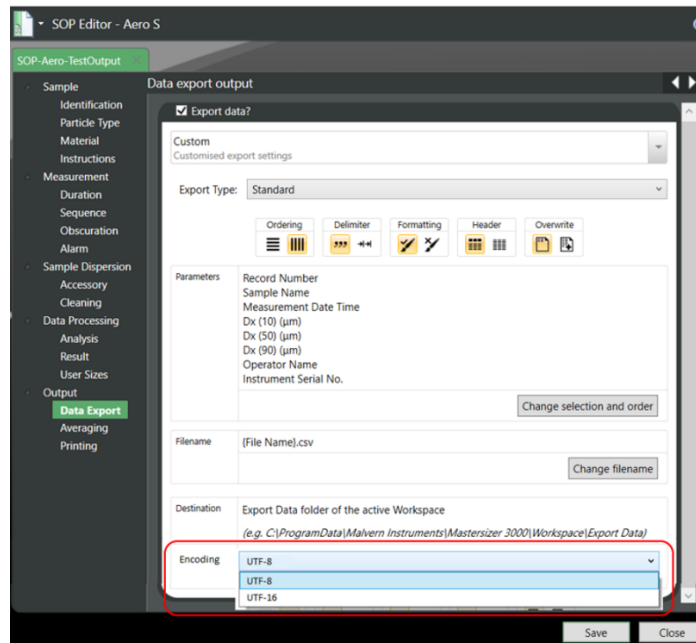 SOP Editor - Aero S
SOP-Aero-TestOutput
Sample
Identification
Particle Type
Material
Instructions
Measurement
Duration
Sequence
Obscuration
Alarm
Sample Dispersion
Accessory
Cleaning
Data Processing
Analysis
Result
User Sizes
Output
Data Export
Averaging
Printing
Data export output
Export data?
Custom
Customised export settings
Export Type: Standard
Ordering Delimiter Formatting Header Overwrite
Parameters
Record Number
Sample Name
Measurement Date Time
Dx (10) (μm)
Dx (50) (μm)
Dx (90) (μm)
Operator Name
Instrument Serial No.
Change selection and order
Filename {File Name}.csv
Change filename
Destination Export Data folder of the active Workspace
(e.g. C:\ProgramData\Malvern Instruments\Mastersizer 3000\Workspace\Export Data)
Encoding UTF-8
UTF-8
UTF-16
Save Close